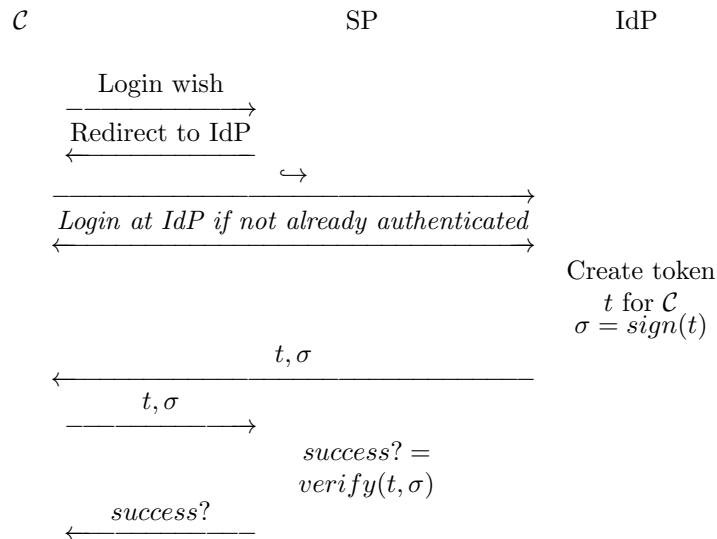 𝒞 SP IdP
Login wish
Redirect to IdP
↪
Login at IdP if not already authenticated
Create token
t for 𝒞
σ = sign(t)
t, σ
t, σ
success? =
verify(t, σ)
success?